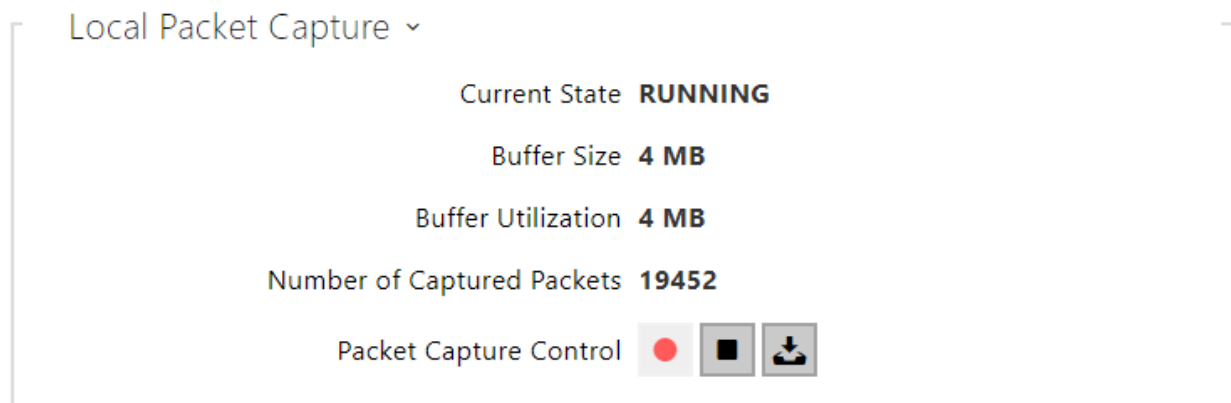 Local Packet Capture
Current State RUNNING
Buffer Size 4 MB
Buffer Utilization 4 MB
Number of Captured Packets 19452
Packet Capture Control